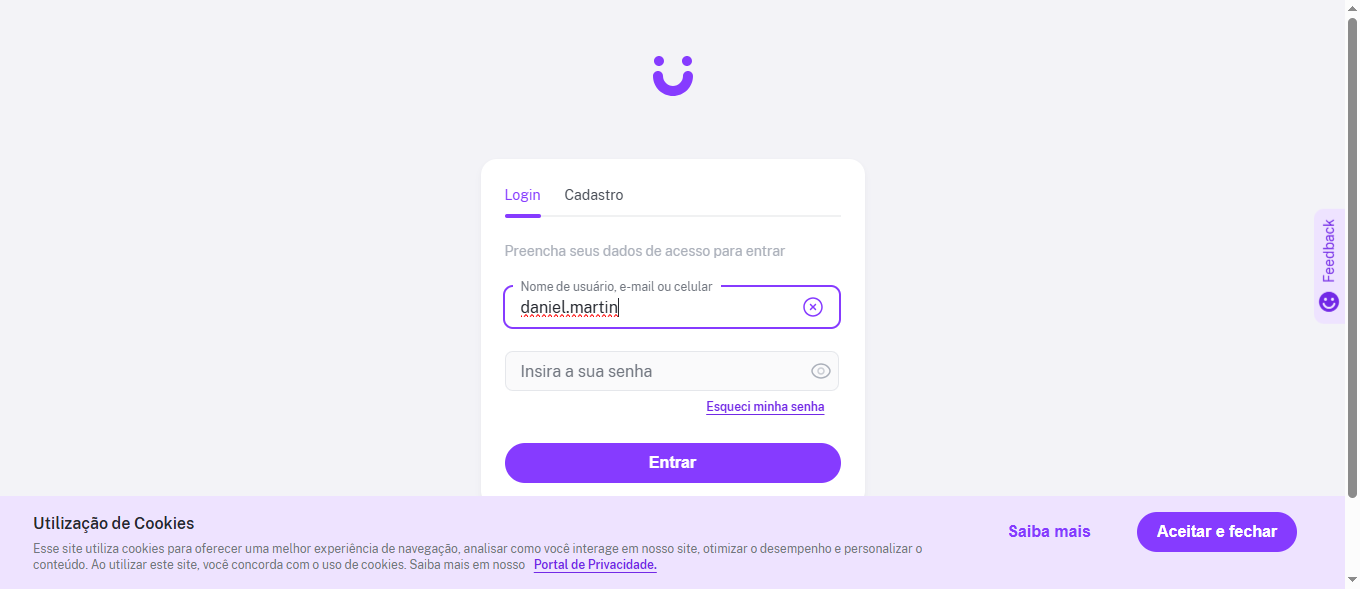 Login
Cadastro
Preencha seus dados de acesso para entrar
Nome de usuário, e-mail ou celular
daniel.martin
Insira a sua senha
Esqueci minha senha
Entrar
Feedback
Utilização de Cookies
Esse site utiliza cookies para oferecer uma melhor experiência de navegação, analisar como você interage em nosso site, otimizar o desempenho e personalizar o
conteúdo. Ao utilizar este site, você concorda com o uso de cookies. Saiba mais em nosso Portal de Privacidade.
Saiba mais
Aceitar e fechar